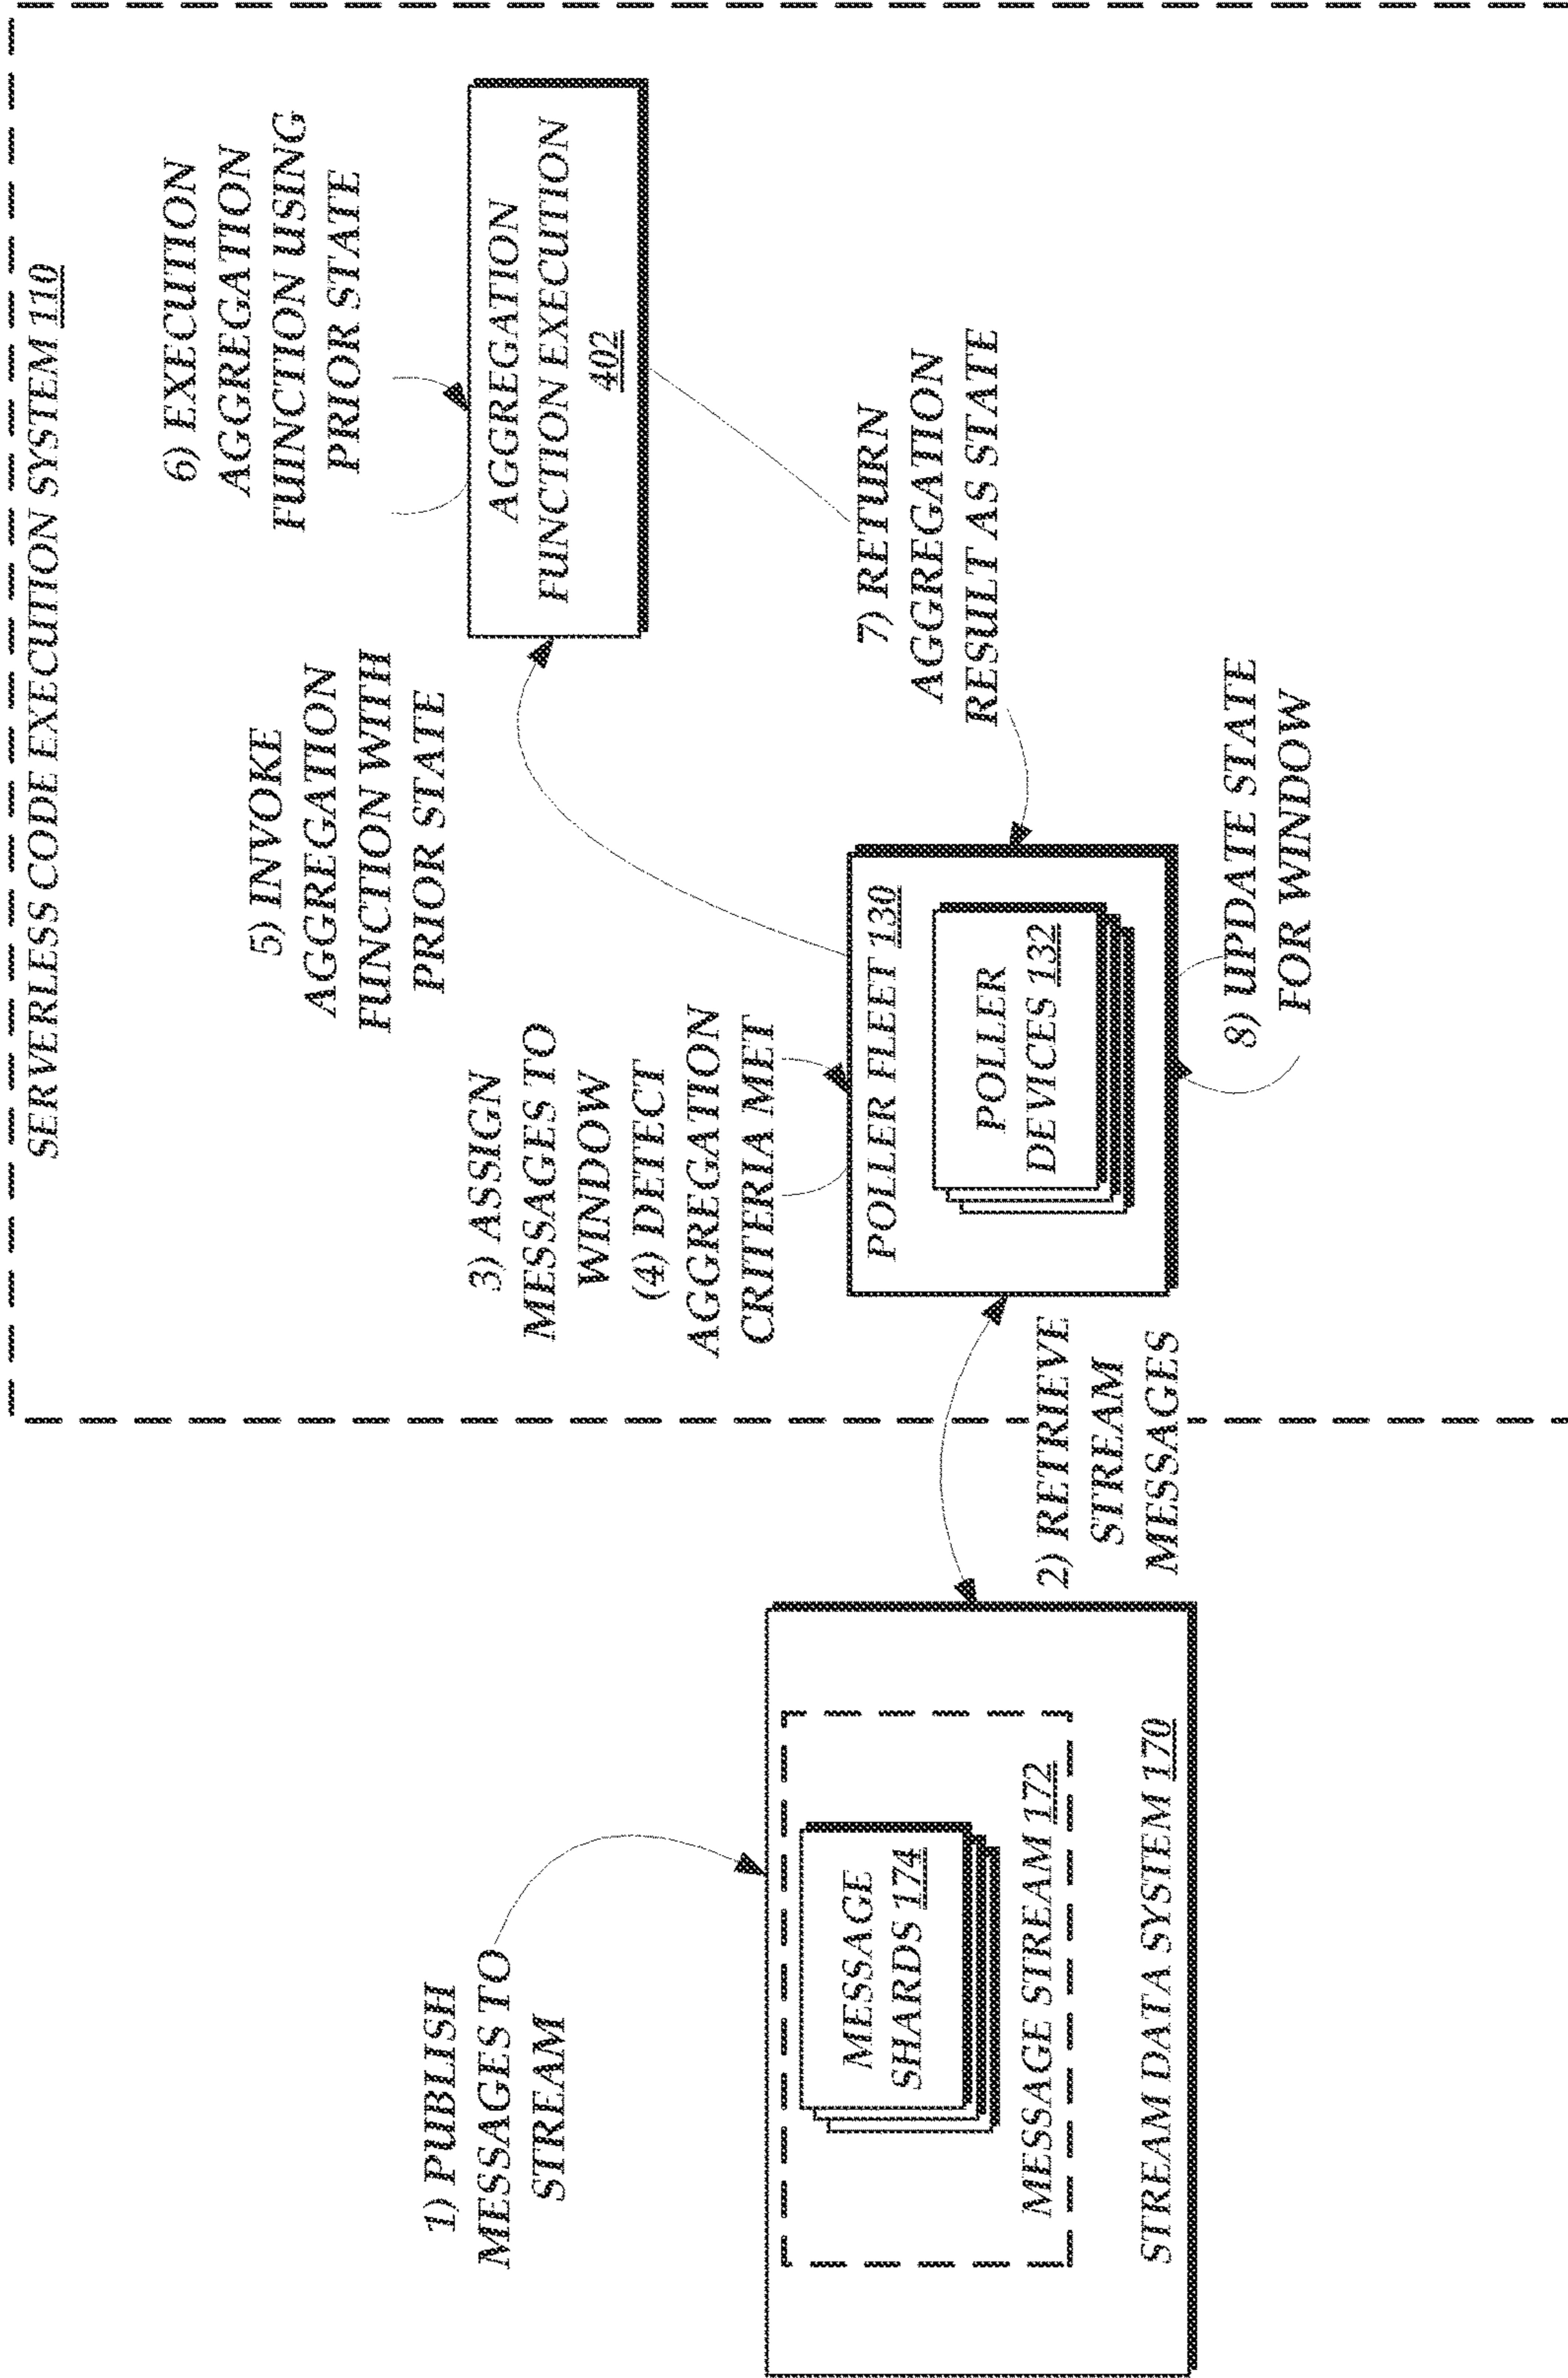 SERVERLESS CODE EXECUTION SYSTEM 110
1) PUBLISH
MESSAGES TO
STREAM
MESSAGE
SHARDS 174
MESSAGE STREAM 172
STREAM DATA SYSTEM 170
2) RETRIEVE
STREAM
MESSAGES
3) ASSIGN
MESSAGES TO
WINDOW
(4) DETECT
AGGREGATION
CRITERIA MET
POLLER FLEET 130
POLLER
DEVICES 132
5) INVOKE
AGGREGATION
FUNCTION WITH
PRIOR STATE
6) EXECUTION
AGGREGATION
FUNCTION USING
PRIOR STATE
AGGREGATION
FUNCTION EXECUTION
402
7) RETURN
AGGREGATION
RESULT AS STATE
8) UPDATE STATE
FOR WINDOW